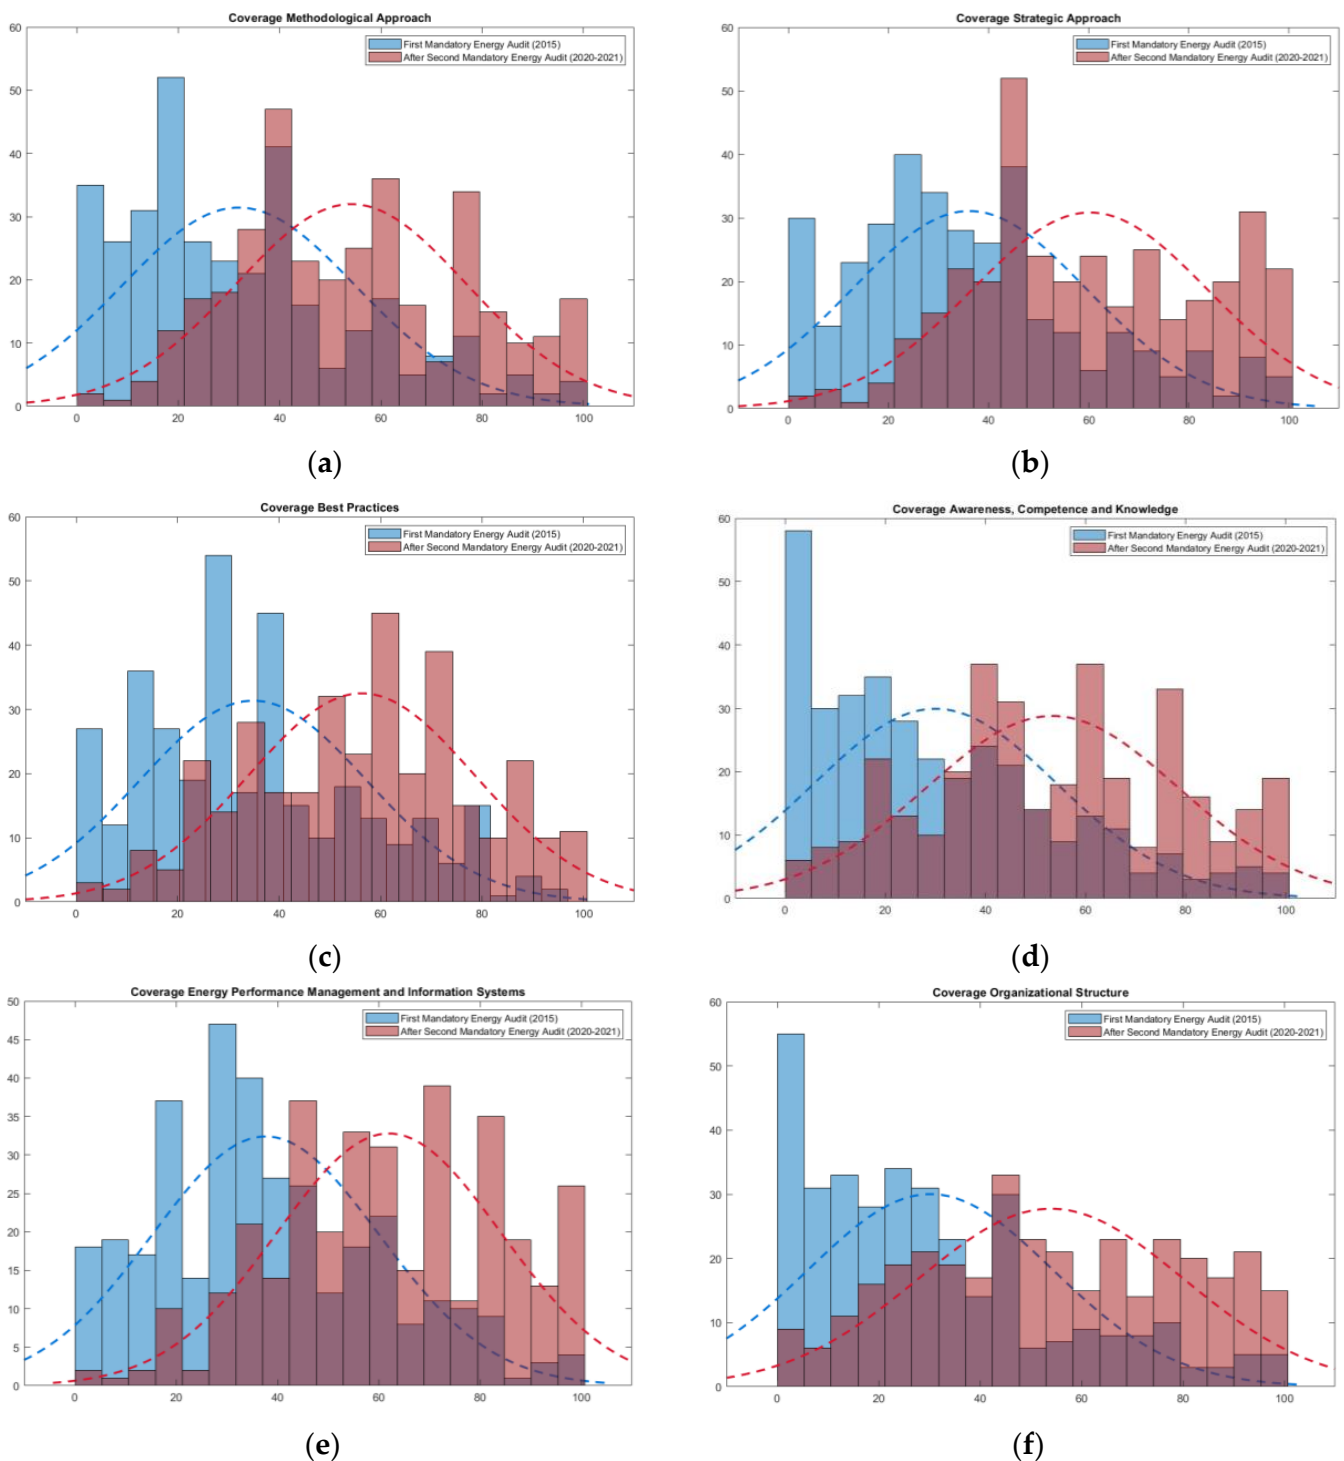 Coverage Methodological Approach
First Mandatory Energy Audit (2015)
After Second Mandatory Energy Audit (2020-2021)
60
50
40
30
20
10
0
0 20 40 60 80 100
(a)
Coverage Strategic Approach
First Mandatory Energy Audit (2015)
After Second Mandatory Energy Audit (2020-2021)
60
50
40
30
20
10
0
0 20 40 60 80 100
(b)
Coverage Best Practices
First Mandatory Energy Audit (2015)
After Second Mandatory Energy Audit (2020-2021)
60
50
40
30
20
10
0
0 20 40 60 80 100
(c)
Coverage Awareness, Competence and Knowledge
First Mandatory Energy Audit (2015)
After Second Mandatory Energy Audit (2020-2021)
60
50
40
30
20
10
0
0 20 40 60 80 100
(d)
Coverage Energy Performance Management and Information Systems
First Mandatory Energy Audit (2015)
After Second Mandatory Energy Audit (2020-2021)
50
45
40
35
30
25
20
15
10
5
0
0 20 40 60 80 100
(e)
Coverage Organizational Structure
First Mandatory Energy Audit (2015)
After Second Mandatory Energy Audit (2020-2021)
60
50
40
30
20
10
0
0 20 40 60 80 100
(f)